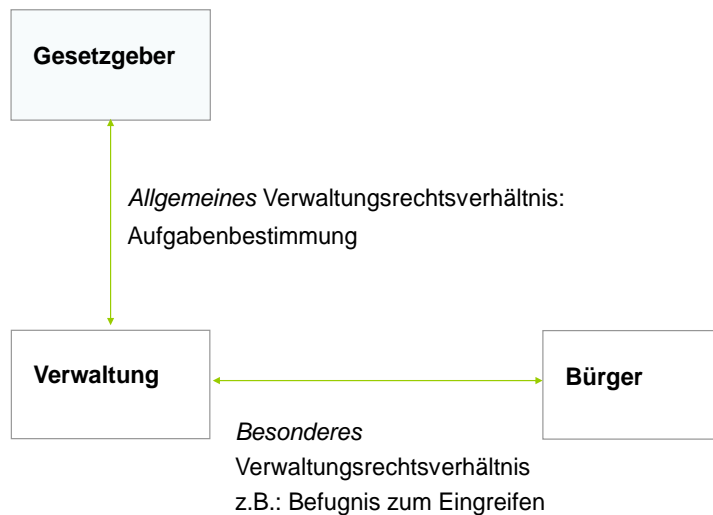 Gesetzgeber
Allgemeines Verwaltungsrechtsverhältnis:
Aufgabenbestimmung
Verwaltung
Bürger
Besonderes
Verwaltungsrechtsverhältnis
z.B.: Befugnis zum Eingreifen